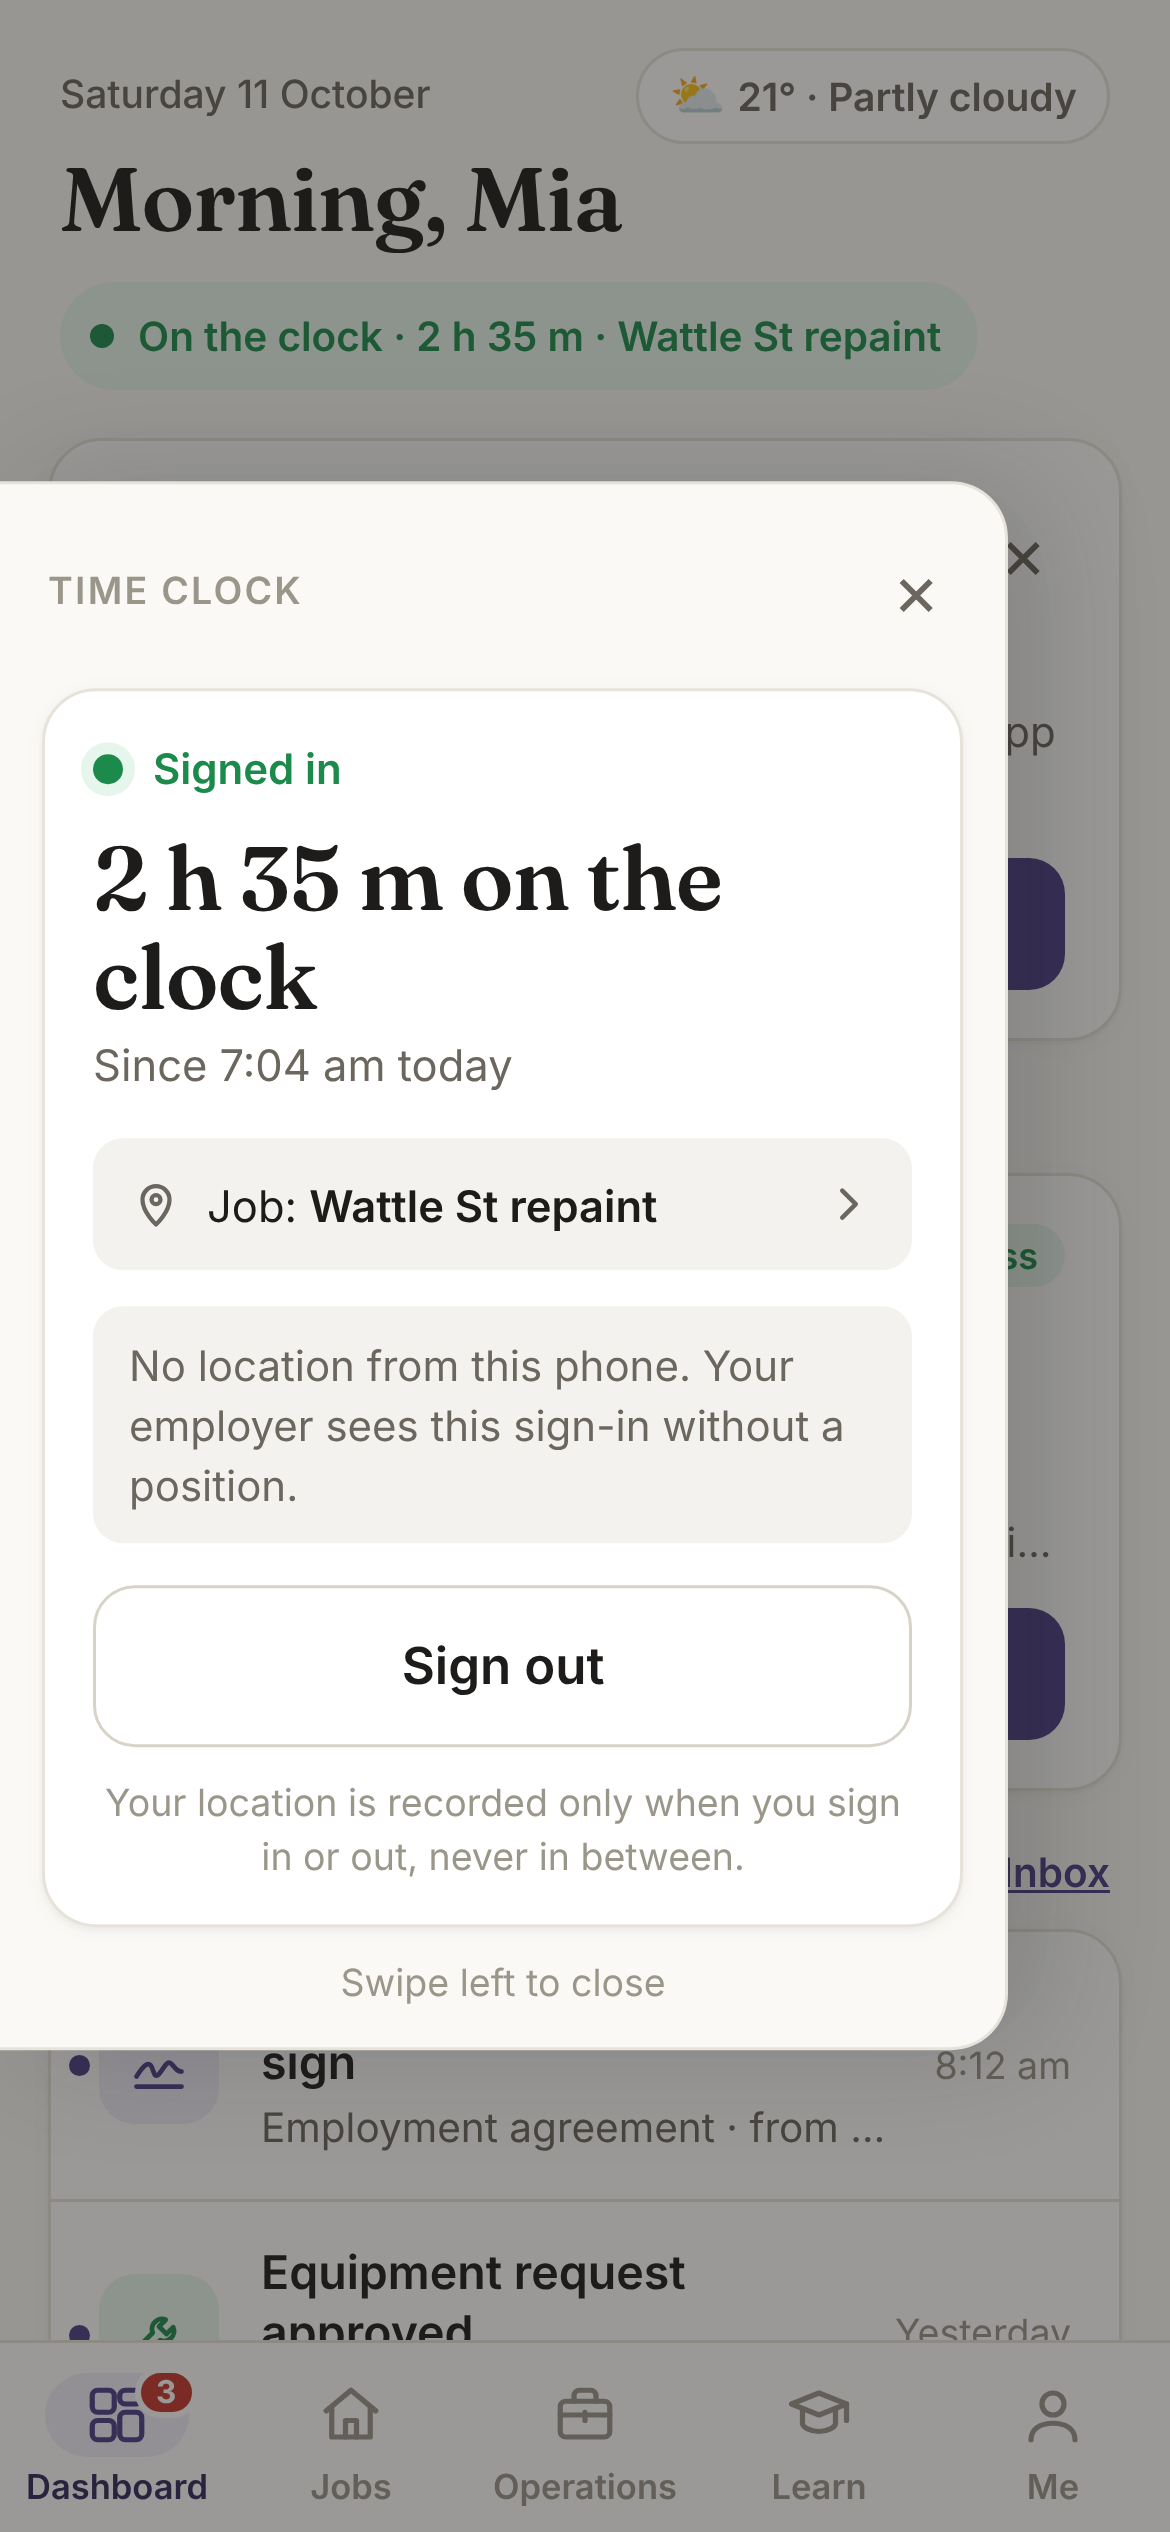 Saturday 11 October
21° · Partly cloudy
Morning, Mia
On the clock · 2 h 35 m · Wattle St repaint
TIME CLOCK
pp
Signed in
2 h 35 m on the
clock
Since 7:04 am today
Job: Wattle St repaint
ss
No location from this phone. Your
employer sees this sign-in without a
position.
i...
Sign out
Your location is recorded only when you sign
in or out, never in between.
Inbox
Swipe left to close
sign
8:12 am
Employment agreement · from ...
Equipment request
approved
Yesterday
3
Dashboard
Jobs
Operations
Learn
Me